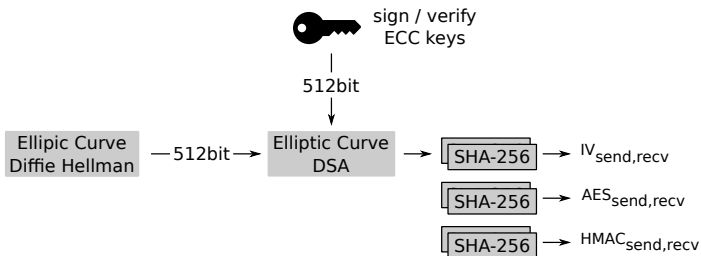 sign / verify
ECC keys
512bit
Ellipic Curve
Diffie Hellman
512bit
Elliptic Curve
DSA
SHA-256
IVsend,recv
SHA-256
AESsend,recv
SHA-256
HMACsend,recv